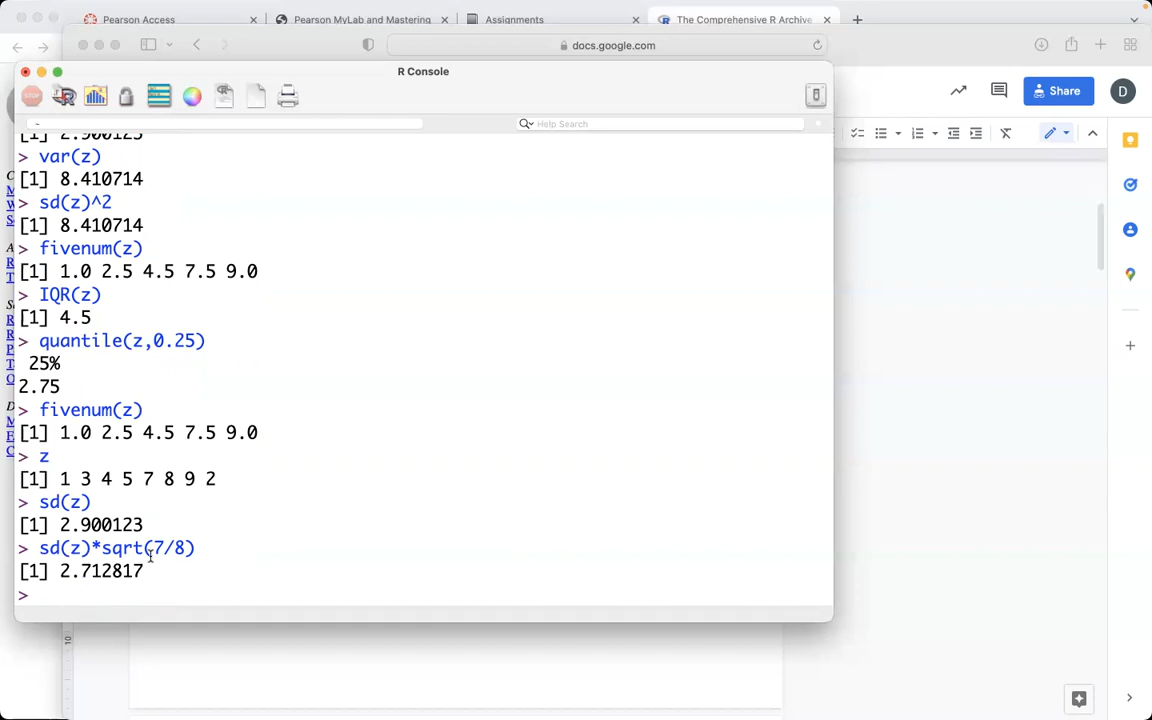 Pearson Access
Pearson MyLab and Mastering
Assignments
The Comprehensive R Archive
docs.google.com
R Console
Share
D
Help Search
[1] 2.900123
> var(z)
[1] 8.410714
> sd(z)^2
[1] 8.410714
> fivenum(z)
[1] 1.0 2.5 4.5 7.5 9.0
> IQR(z)
[1] 4.5
> quantile(z,0.25)
25%
2.75
> fivenum(z)
[1] 1.0 2.5 4.5 7.5 9.0
> z
[1] 1 3 4 5 7 8 9 2
> sd(z)
[1] 2.900123
> sd(z)*sqrt(7/8)
[1] 2.712817
>